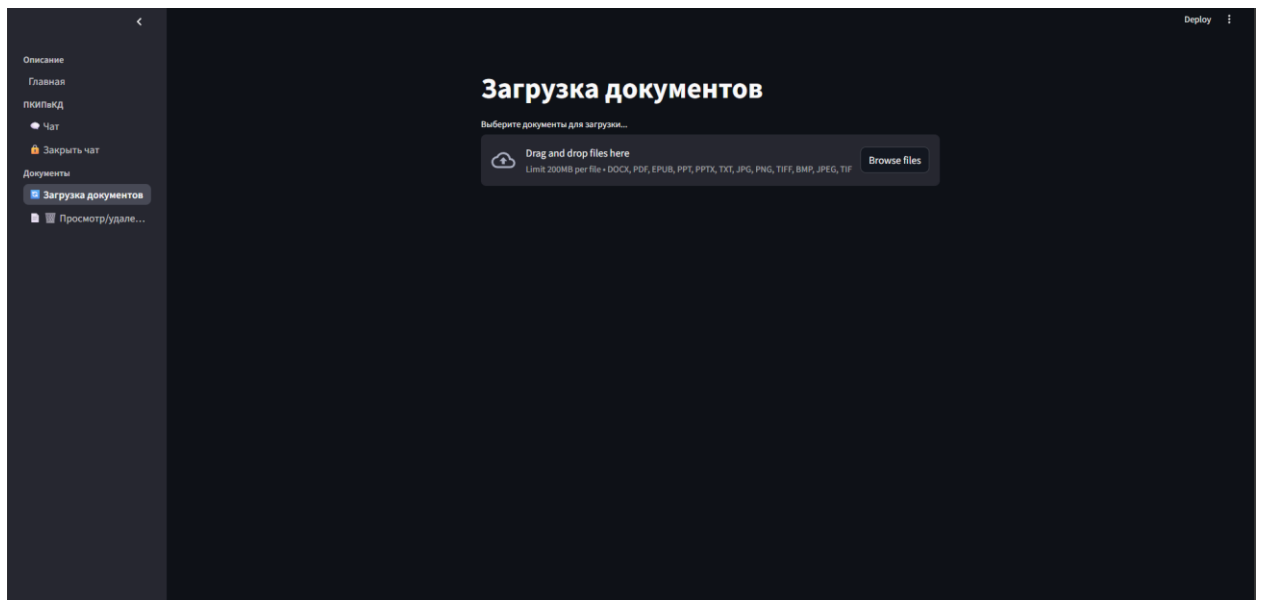 Deploy
Описание
Главная
ПКИПвКД
Чат
Закрыть чат
Документы
Загрузка документов
Просмотр/удале...
Загрузка документов
Выберите документы для загрузки...
Drag and drop files here
Limit 200MB per file • DOCX, PDF, EPUB, PPT, PPTX, TXT, JPG, PNG, TIFF, BMP, JPEG, TIF
Browse files